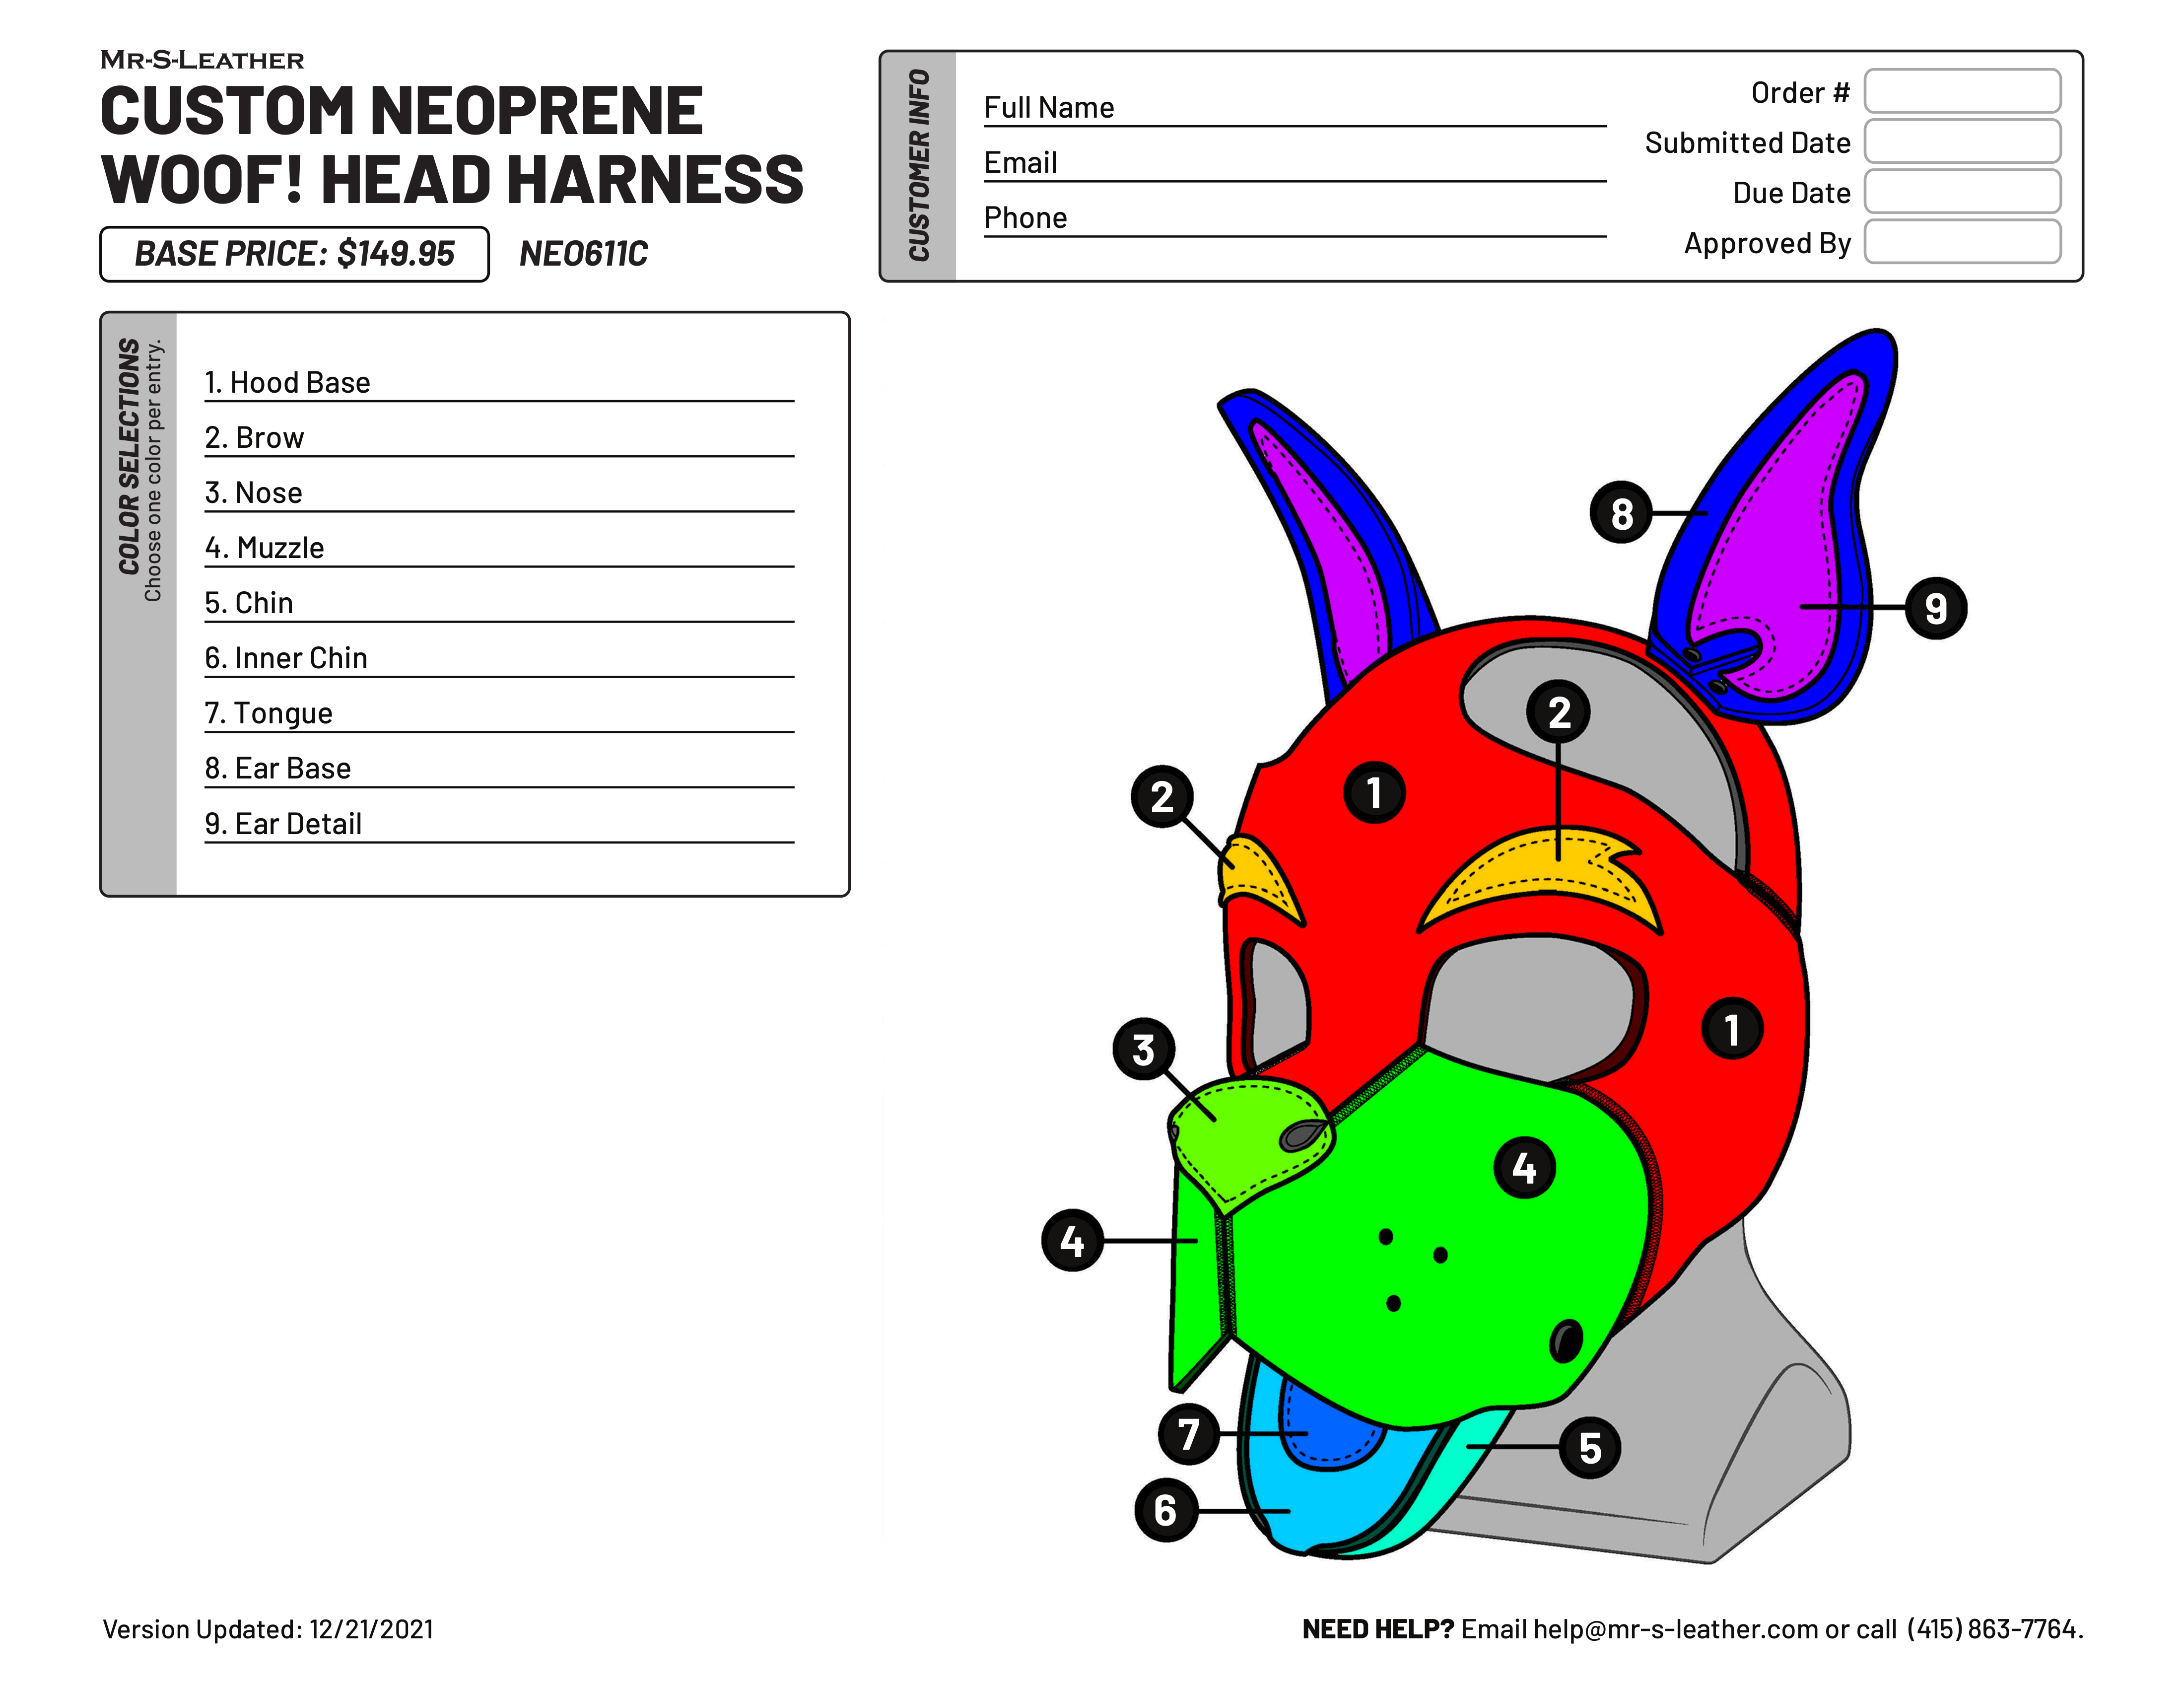 MR-S-LEATHER
CUSTOM NEOPRENE
WOOF! HEAD HARNESS
BASE PRICE: $149.95 NEO611C
CUSTOMER INFO
Full Name
Email
Phone
Order #
Submitted Date
Due Date
Approved By
COLOR SELECTIONS
Choose one color per entry.
1. Hood Base
2. Brow
3. Nose
4. Muzzle
5. Chin
6. Inner Chin
7. Tongue
8. Ear Base
9. Ear Detail
8
9
2
2
1
3
1
4
4
7
5
6
Version Updated: 12/21/2021
NEED HELP? Email help@mr-s-leather.com or call (415) 863-7764.